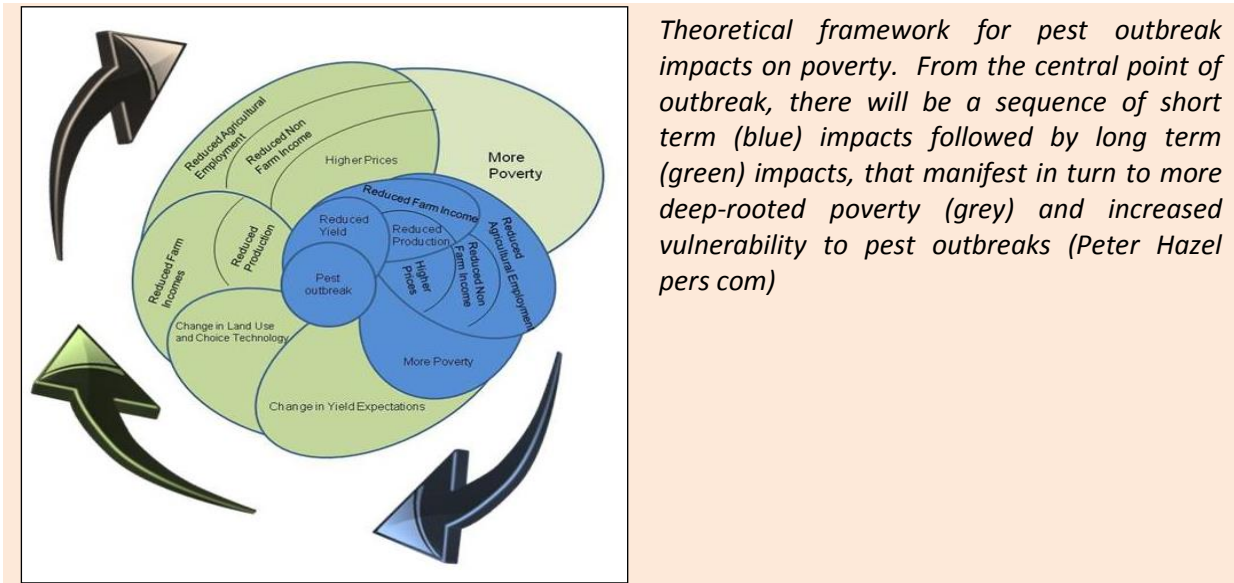 Reduced Agricultural
Employment
Reduced Non
Farm Income
Higher Prices
More
Poverty
Reduced Farm
Incomes
Reduced
Production
Change in Land Use
and Choice Technology
Change in Yield Expectations
Pest
outbreak
Reduced
Yield
Reduced Farm Income
Reduced
Production
Higher
Prices
Reduced Non
Farm Income
Reduced
Agricultural Employment
More Poverty
Theoretical framework for pest outbreak
impacts on poverty. From the central point of
outbreak, there will be a sequence of short
term (blue) impacts followed by long term
(green) impacts, that manifest in turn to more
deep-rooted poverty (grey) and increased
vulnerability to pest outbreaks (Peter Hazel
pers com)